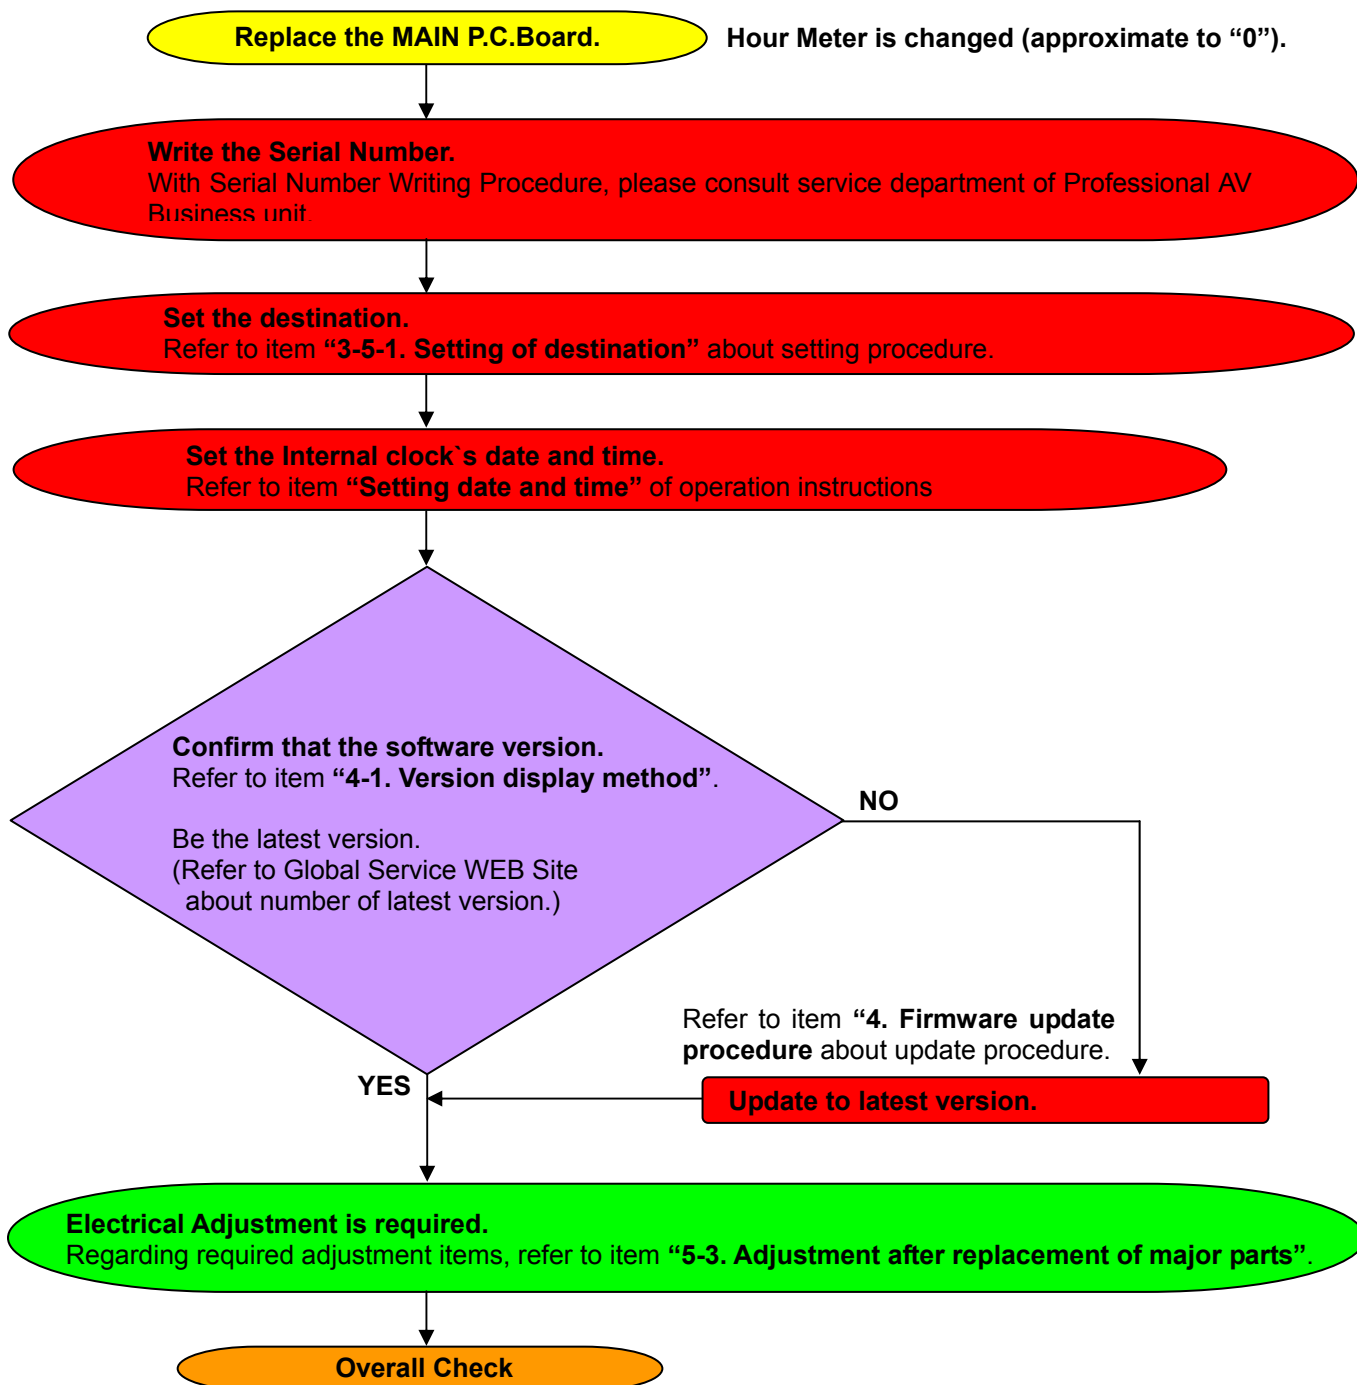 Replace the MAIN P.C.Board.
Hour Meter is changed (approximate to “0”).
Write the Serial Number.
With Serial Number Writing Procedure, please consult service department of Professional AV
Business unit.
Set the destination.
Refer to item “3-5-1. Setting of destination” about setting procedure.
Set the Internal clock`s date and time.
Refer to item “Setting date and time” of operation instructions
Confirm that the software version.
Refer to item “4-1. Version display method”.
Be the latest version.
(Refer to Global Service WEB Site
about number of latest version.)
NO
Refer to item “4. Firmware update
procedure about update procedure.
YES
Update to latest version.
Electrical Adjustment is required.
Regarding required adjustment items, refer to item “5-3. Adjustment after replacement of major parts”.
Overall Check